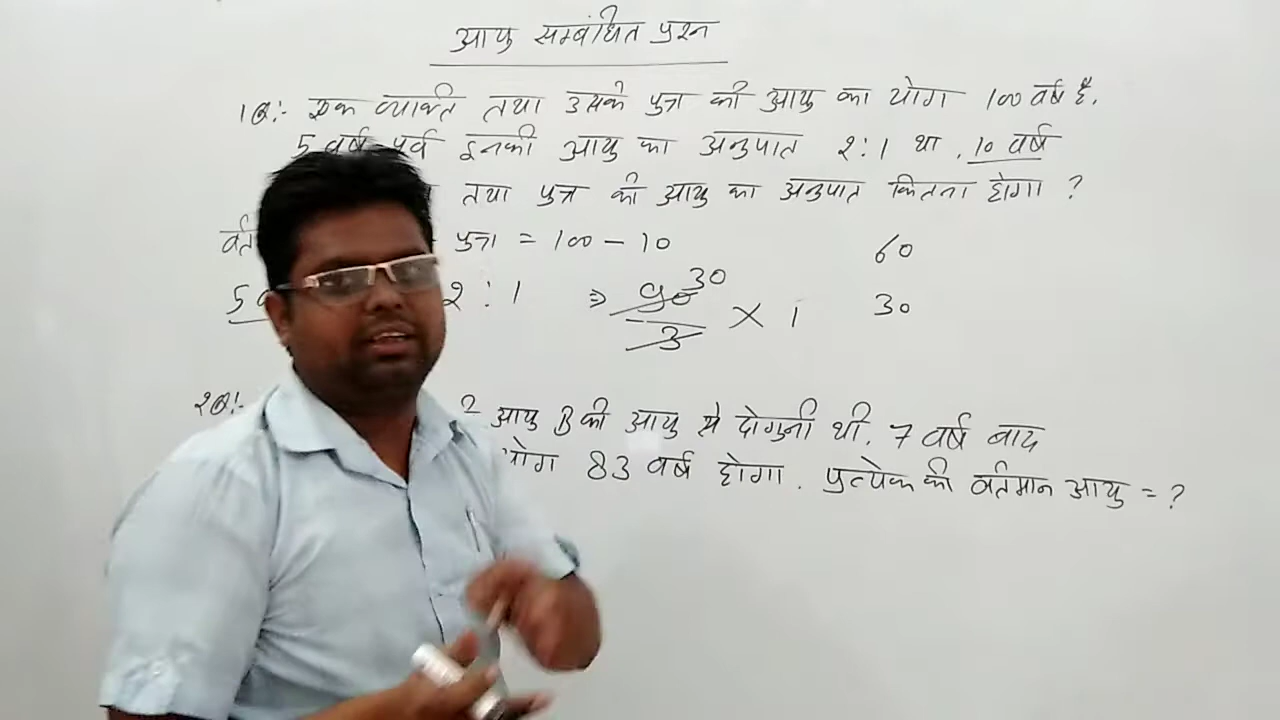 आयु सम्बंधित प्रश्न
1Q:- एक व्यक्ति तथा उसके पुत्र की आयु का योग 100 वर्ष है.
5 वर्ष पूर्व इनकी आयु का अनुपात 2:1 था. 10 वर्ष
तथा पुत्र की आयु का अनुपात कितना होगा ?
पुत्र = 100 - 10
60
2 : 1 ⇒ 90 30
3 × 1
30
2Q:- आयु B की आयु से दोगुनी थी. 7 वर्ष बाद
योग 83 वर्ष होगा. प्रत्येक की वर्तमान आयु = ?